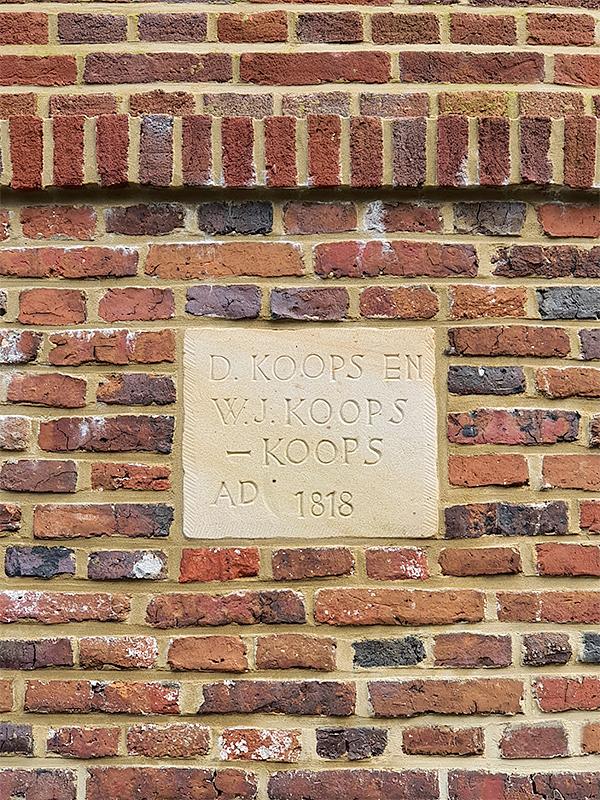 D. KOOPS EN
W.J. KOOPS
– KOOPS
AD 1818